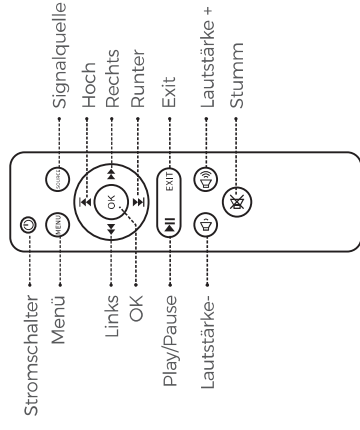 Stromschalter
Menü
Links
OK
Play/Pause
Lautstärke-
MENU
SOURCE
OK
EXIT
Signalquelle
Hoch
Rechts
Runter
Exit
Lautstärke +
Stumm